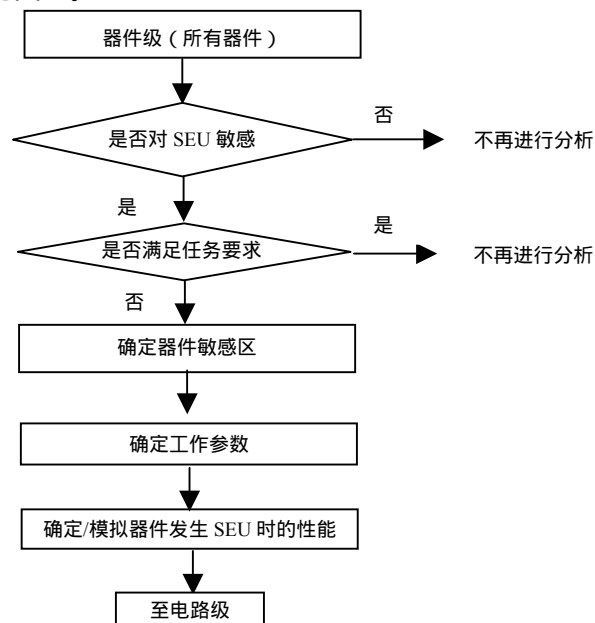 器件级（所有器件）
是否对 SEU 敏感
否
不再进行分析
是
是否满足任务要求
是
不再进行分析
否
确定器件敏感区
确定工作参数
确定/模拟器件发生 SEU 时的性能
至电路级